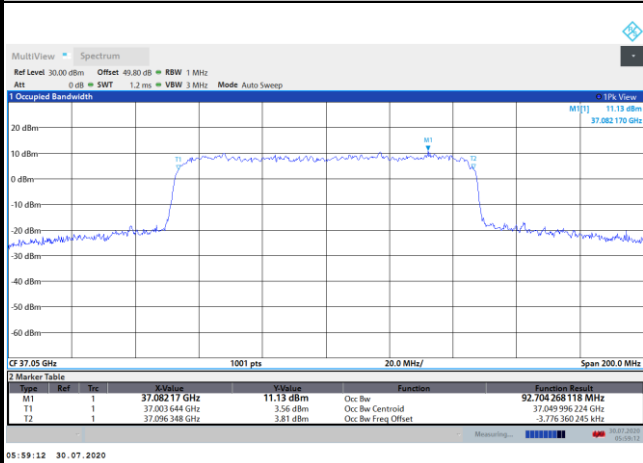 MultiView Spectrum
Ref Level 30.00 dBm Offset 49.80 dB RBW 1 MHz
Att 0 dB SWT 1.2 ms VBW 3 MHz Mode Auto Sweep
1 Occupied Bandwidth 1Pk View
M1[1] 11.13 dBm
37.082 170 GHz
20 dBm
M1
10 dBm
T1 T2
0 dBm
-10 dBm
-20 dBm
-30 dBm
-40 dBm
-50 dBm
-60 dBm
CF 37.05 GHz 1001 pts 20.0 MHz/ Span 200.0 MHz
2 Marker Table
Type Ref Trc X-Value Y-Value Function Function Result
M1 1 37.08217 GHz 11.13 dBm Occ Bw 92.704 268 118 MHz
T1 1 37.003 644 GHz 3.56 dBm Occ Bw Centroid 37.049 996 224 GHz
T2 1 37.096 348 GHz 3.81 dBm Occ Bw Freq Offset -3.776 360 245 kHz
Measuring... 30.07.2020
05:59:12
05:59:12 30.07.2020